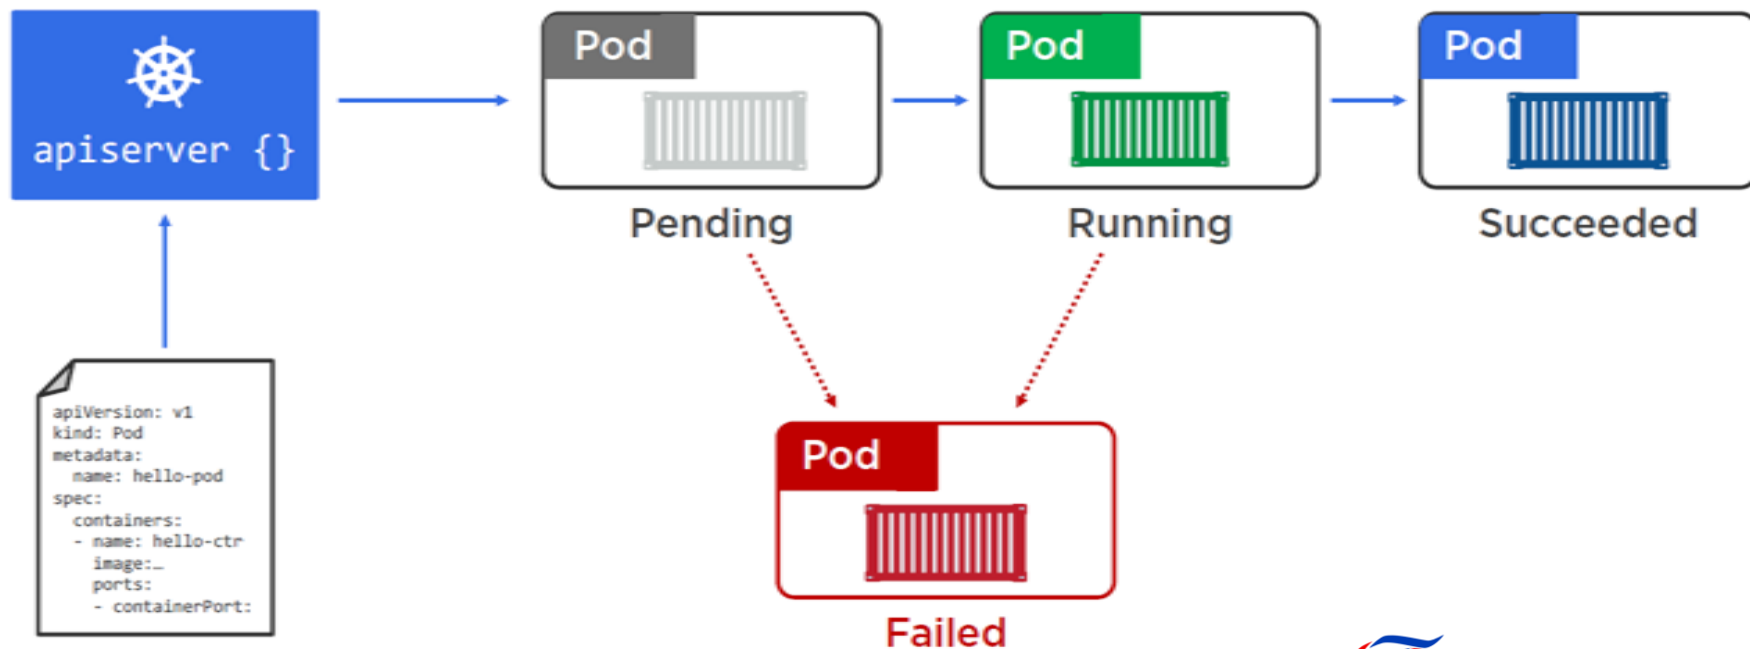 apiserver {}
Pod
Pending
Pod
Running
Pod
Succeeded
apiVersion: v1
kind: Pod
metadata:
  name: hello-pod
spec:
  containers:
  - name: hello-ctr
    image:…
    ports:
    - containerPort:
Pod
Failed